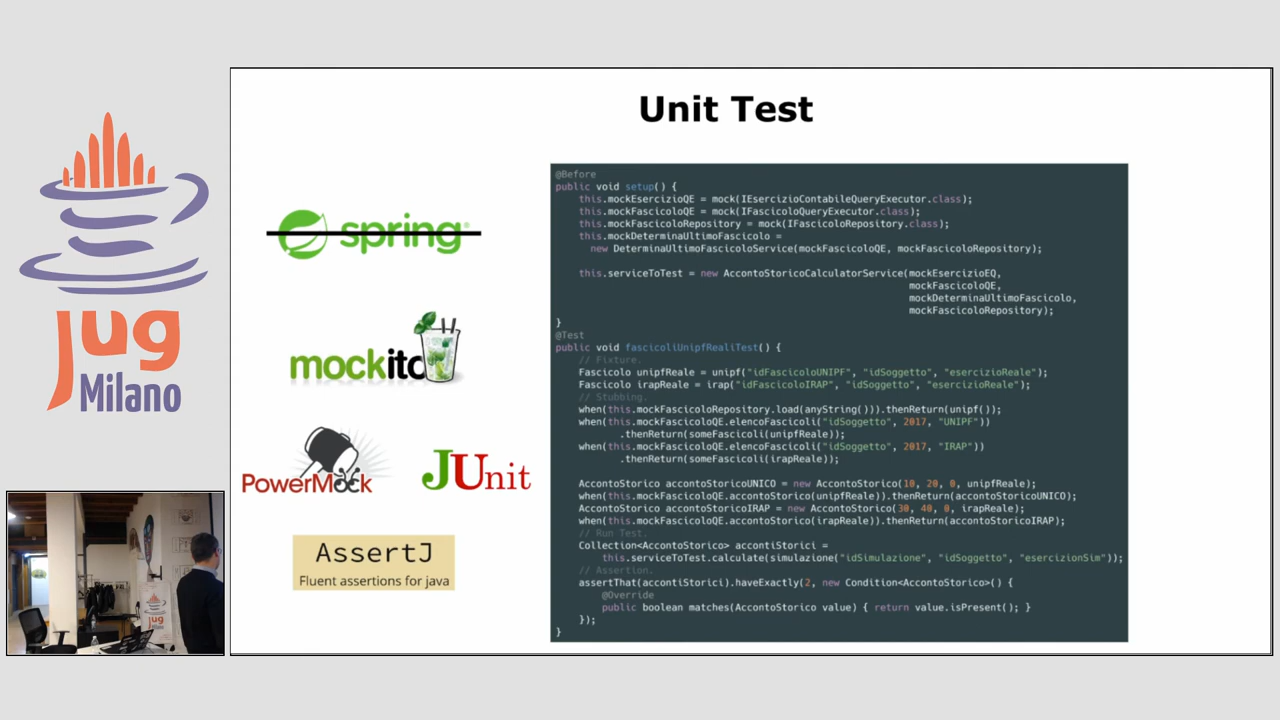 Jug
Milano
Unit Test
spring
mockito
PowerMock
JUnit
AssertJ
Fluent assertions for java
@Before
public void setup() {
this.mockEsercizioQE = mock(IEsercizioContabileQueryExecutor.class);
this.mockFascicoloQE = mock(IFascicoloQueryExecutor.class);
this.mockFascicoloRepository = mock(IFascicoloRepository.class);
this.mockDeterminaUltimoFascicolo =
new DeterminaUltimoFascicoloService(mockFascicoloQE, mockFascicoloRepository);
this.serviceToTest = new AccontoStoricoCalculatorService(mockEsercizioEQ,
mockFascicoloQE,
mockDeterminaUltimoFascicolo,
mockFascicoloRepository);
}
@Test
public void fascicoliUnipfRealiTest() {
// Fixture.
Fascicolo unipfReale = unipf("idFascicoloUNIPF", "idSoggetto", "esercizioReale");
Fascicolo irapReale = irap("idFascicoloIRAP", "idSoggetto", "esercizioReale");
// Stubbing.
when(this.mockFascicoloRepository.load(anyString())).thenReturn(unipf());
when(this.mockFascicoloQE.elencoFascicoli("idSoggetto", 2017, "UNIPF"))
.thenReturn(someFascicoli(unipfReale));
when(this.mockFascicoloQE.elencoFascicoli("idSoggetto", 2017, "IRAP"))
.thenReturn(someFascicoli(irapReale));
AccontoStorico accontoStoricoUNICO = new AccontoStorico(10, 20, 0, unipfReale);
when(this.mockFascicoloQE.accontoStorico(unipfReale)).thenReturn(accontoStoricoUNICO);
AccontoStorico accontoStoricoIRAP = new AccontoStorico(30, 40, 0, irapReale);
when(this.mockFascicoloQE.accontoStorico(irapReale)).thenReturn(accontoStoricoIRAP);
// Run Test.
Collection<AccontoStorico> accontiStorici =
this.serviceToTest.calculate(simulazione("idSimulazione", "idSoggetto", "esercizionSim"));
// Assertion.
assertThat(accontiStorici).haveExactly(2, new Condition<AccontoStorico>() {
@Override
public boolean matches(AccontoStorico value) { return value.isPresent(); }
});
}
jug